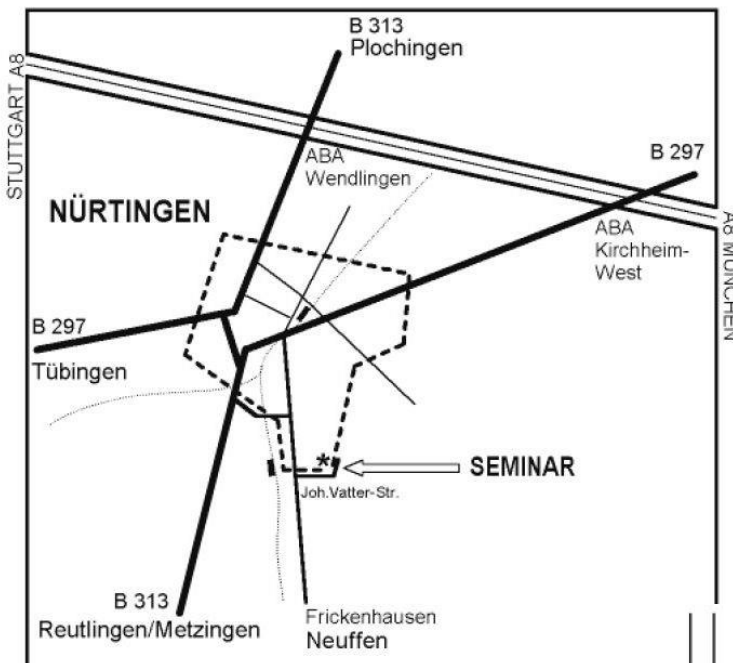 B 313
Plochingen
STUTTGART A8
ABA
Wendlingen
B 297
NÜRTINGEN
ABA
Kirchheim-
West
A8 MÜNCHEN
B 297
Tübingen
*
SEMINAR
Joh.Vatter-Str.
B 313
Reutlingen/Metzingen
Frickenhausen
Neuffen